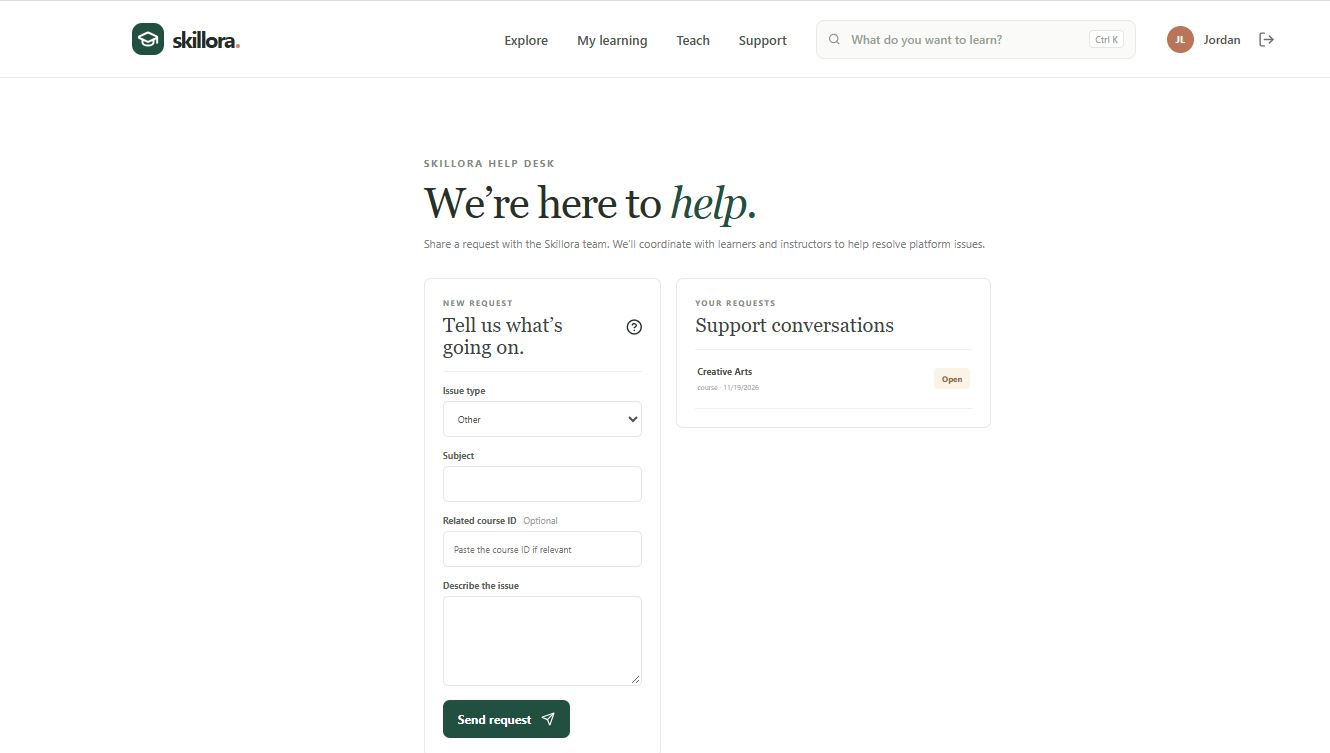 skillora.
Explore
My learning
Teach
Support
What do you want to learn?
Ctrl K
JL
Jordan
SKILLORA HELP DESK
We’re here to help.
Share a request with the Skillora team. We’ll coordinate with learners and instructors to help resolve platform issues.
NEW REQUEST
Tell us what’s
going on.
Issue type
Other
Subject
Related course ID Optional
Paste the course ID if relevant
Describe the issue
Send request
YOUR REQUESTS
Support conversations
Creative Arts
course · 11/19/2026
Open